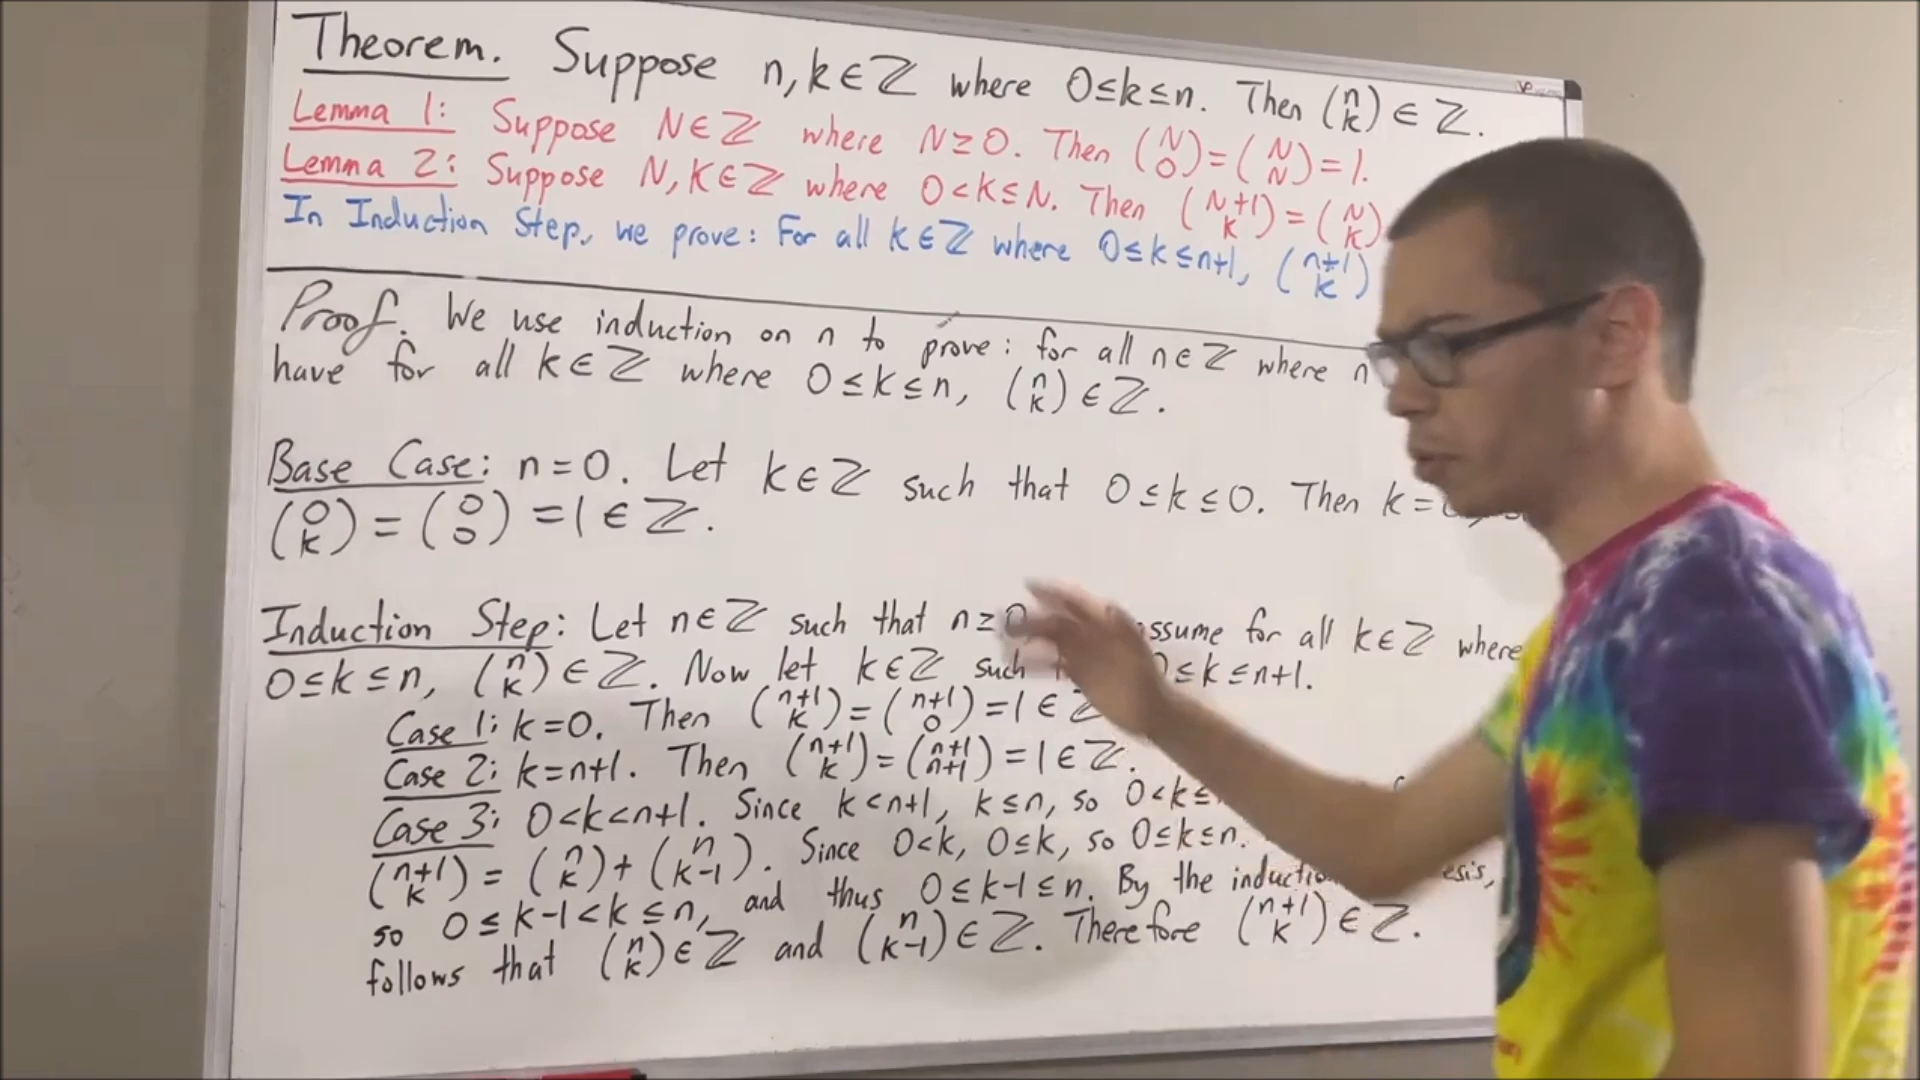 Theorem. Suppose n, k ∈ ℤ where 0 ≤ k ≤ n. Then (n k) ∈ ℤ.
Lemma 1: Suppose N ∈ ℤ where N ≥ 0. Then (N 0) = (N N) = 1.
Lemma 2: Suppose N, K ∈ ℤ where 0 < K ≤ N. Then (N+1 K) = (N K)
In Induction Step, we prove: For all k ∈ ℤ where 0 ≤ k ≤ n+1, (n+1 k)
Proof. We use induction on n to prove: for all n ∈ ℤ where n
have for all k ∈ ℤ where 0 ≤ k ≤ n, (n k) ∈ ℤ.
Base Case: n = 0. Let k ∈ ℤ such that 0 ≤ k ≤ 0. Then k =
(0 k) = (0 0) = 1 ∈ ℤ.
Induction Step: Let n ∈ ℤ such that n ≥ 0 for all k ∈ ℤ where
0 ≤ k ≤ n, (n k) ∈ ℤ. Now let k ∈ ℤ such ≤ k ≤ n+1.
Case 1: k = 0. Then (n+1 k) = (n+1 0) = 1 ∈ ℤ
Case 2: k = n+1. Then (n+1 k) = (n+1 n+1) = 1 ∈ ℤ.
Case 3: 0 < k < n+1. Since k < n+1, k ≤ n, so 0 < k ≤
(n+1 k) = (n k) + (n k-1). Since 0 < k, 0 ≤ k, so 0 ≤ k ≤ n.
so 0 ≤ k-1 < k ≤ n, and thus 0 ≤ k-1 ≤ n. By the
follows that (n k) ∈ ℤ and (n k-1) ∈ ℤ. Therefore (n+1 k) ∈ ℤ.